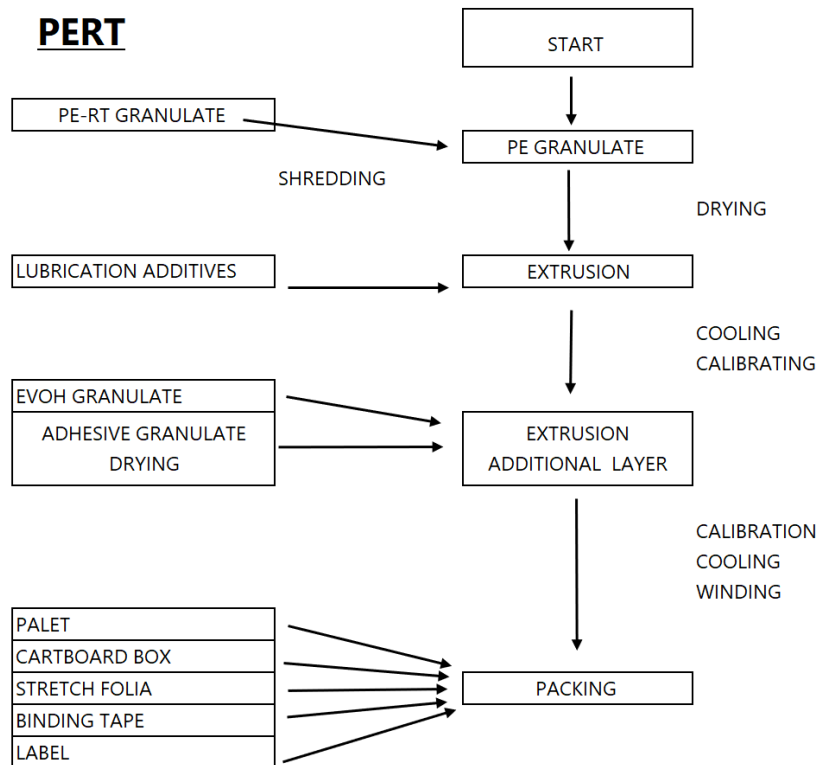 PERT
START
PE-RT GRANULATE
PE GRANULATE
SHREDDING
DRYING
LUBRICATION ADDITIVES
EXTRUSION
COOLING
CALIBRATING
EVOH GRANULATE
ADHESIVE GRANULATE
DRYING
EXTRUSION
ADDITIONAL LAYER
CALIBRATION
COOLING
WINDING
PALET
CARTBOARD BOX
STRETCH FOLIA
BINDING TAPE
LABEL
PACKING